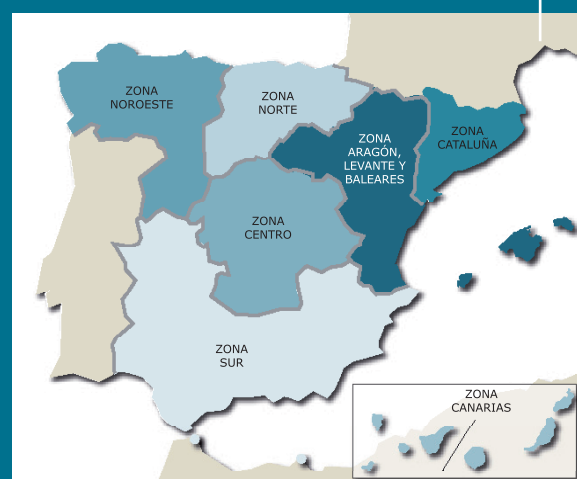 ZONA
NOROESTE
ZONA
NORTE
ZONA
ARAGÓN,
LEVANTE Y
BALEARES
ZONA
CATALUÑA
ZONA
CENTRO
ZONA
SUR
ZONA
CANARIAS